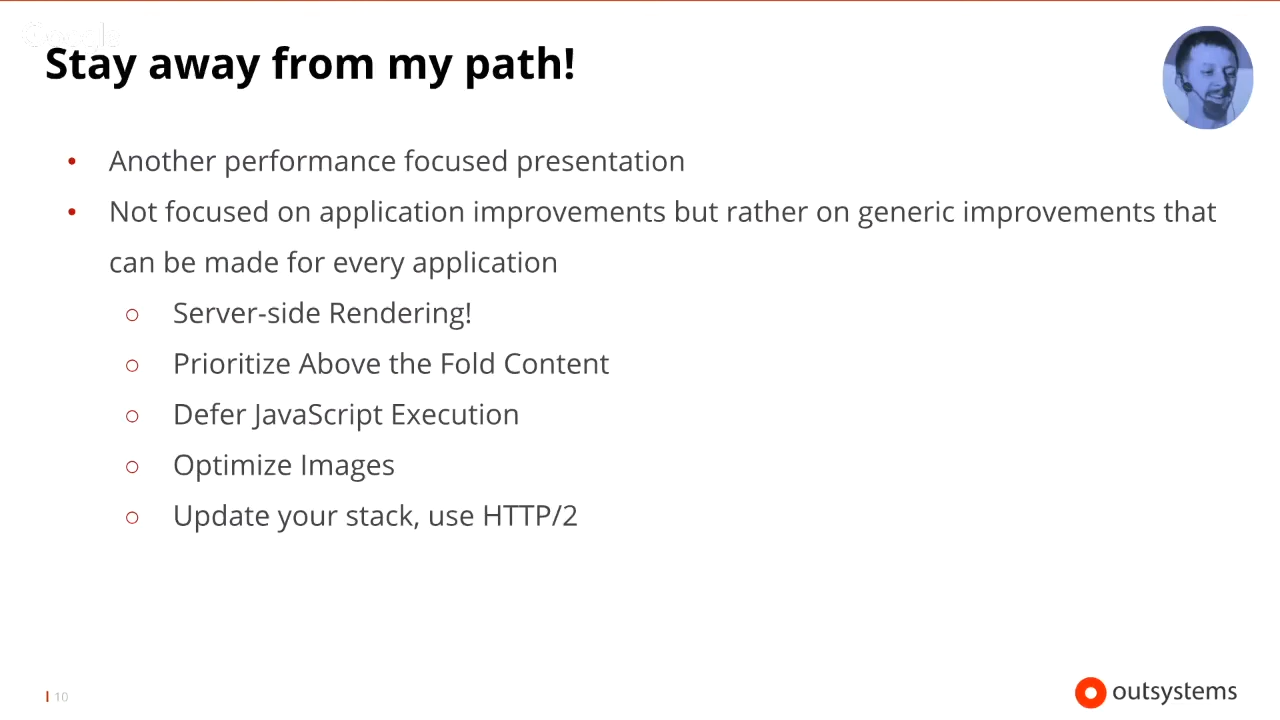 Google
Stay away from my path!
• Another performance focused presentation
• Not focused on application improvements but rather on generic improvements that
can be made for every application
○ Server-side Rendering!
○ Prioritize Above the Fold Content
○ Defer JavaScript Execution
○ Optimize Images
○ Update your stack, use HTTP/2
10
outsystems